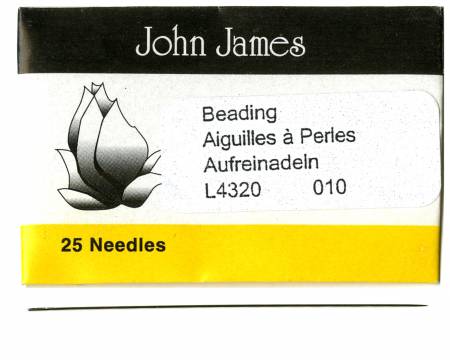 John James
Beading
Aiguilles à Perles
Aufreinadeln
L4320 010
25 Needles